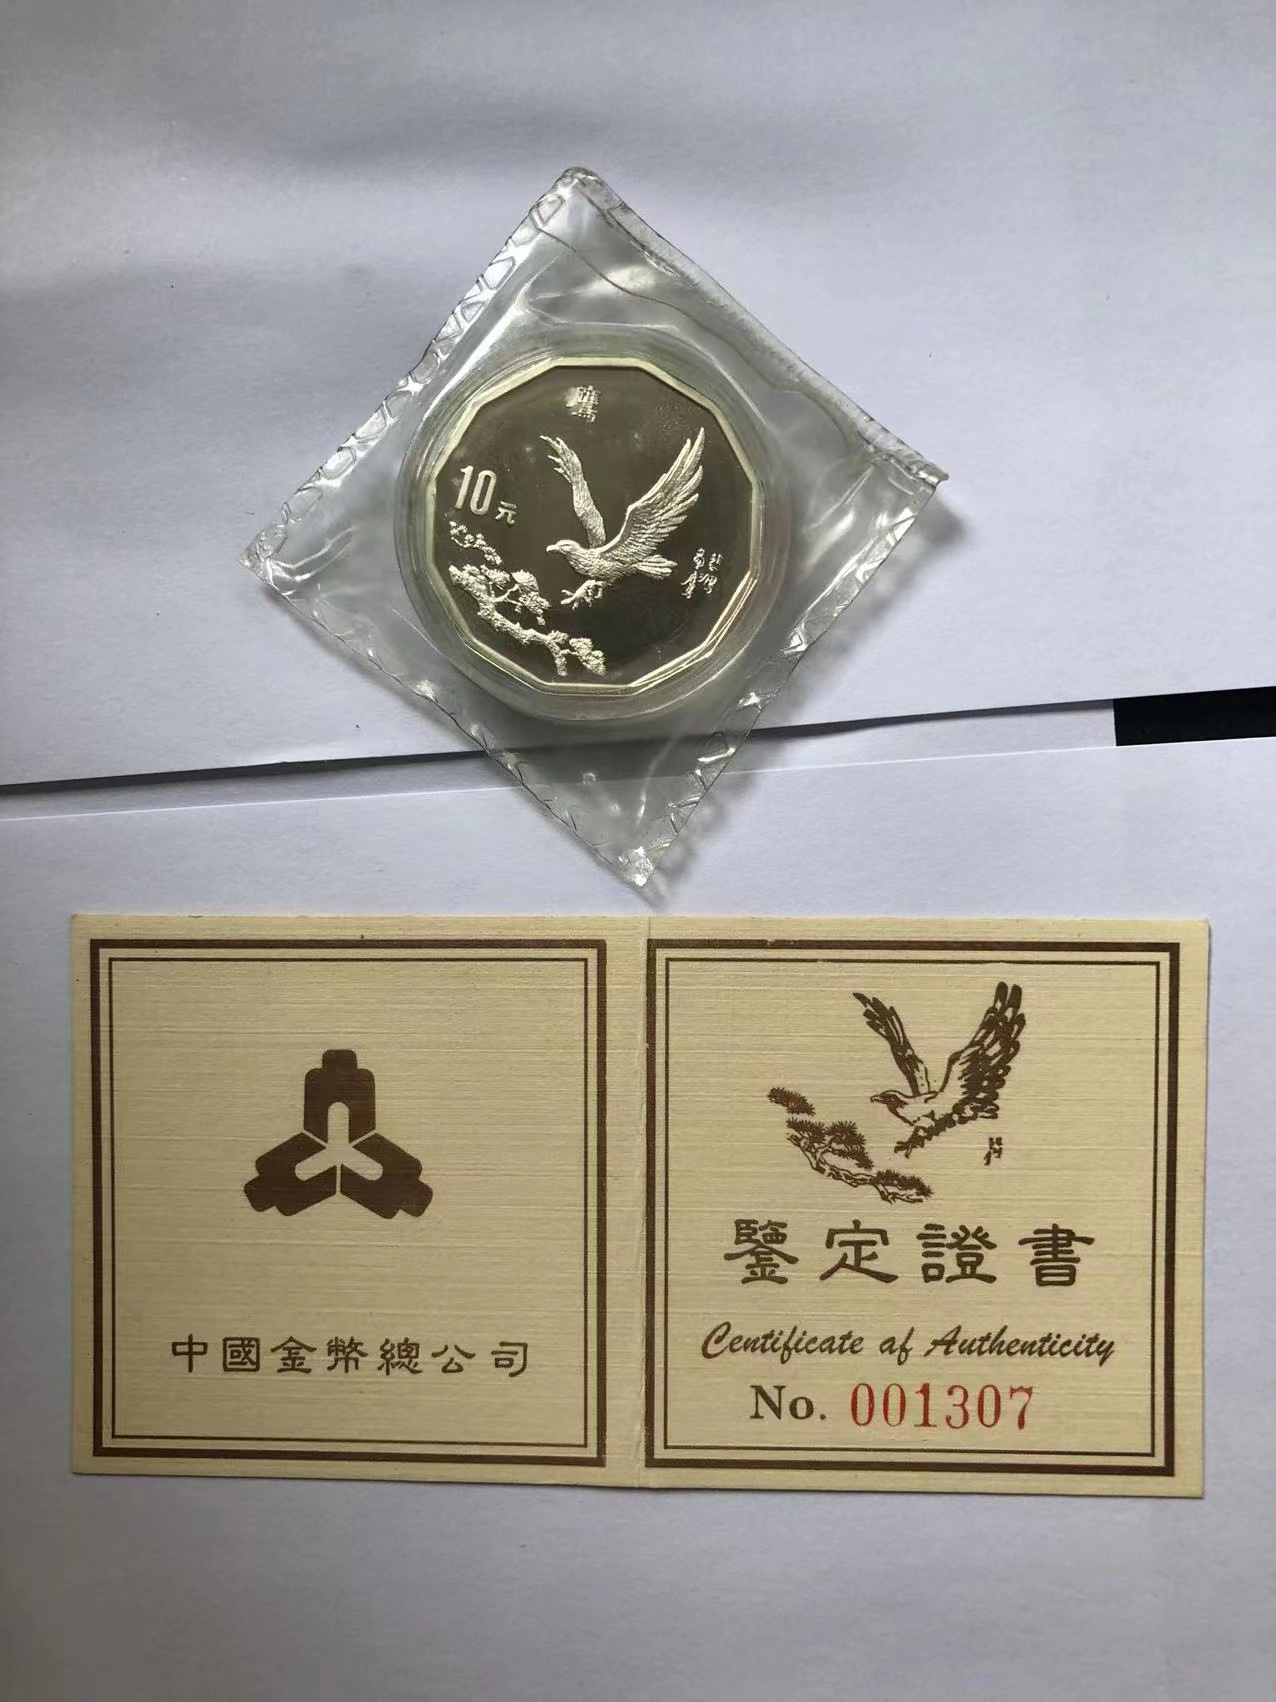 鷹
10元
中國金幣總公司
鑒定證書
Centificate af Authenticity
No. 001307